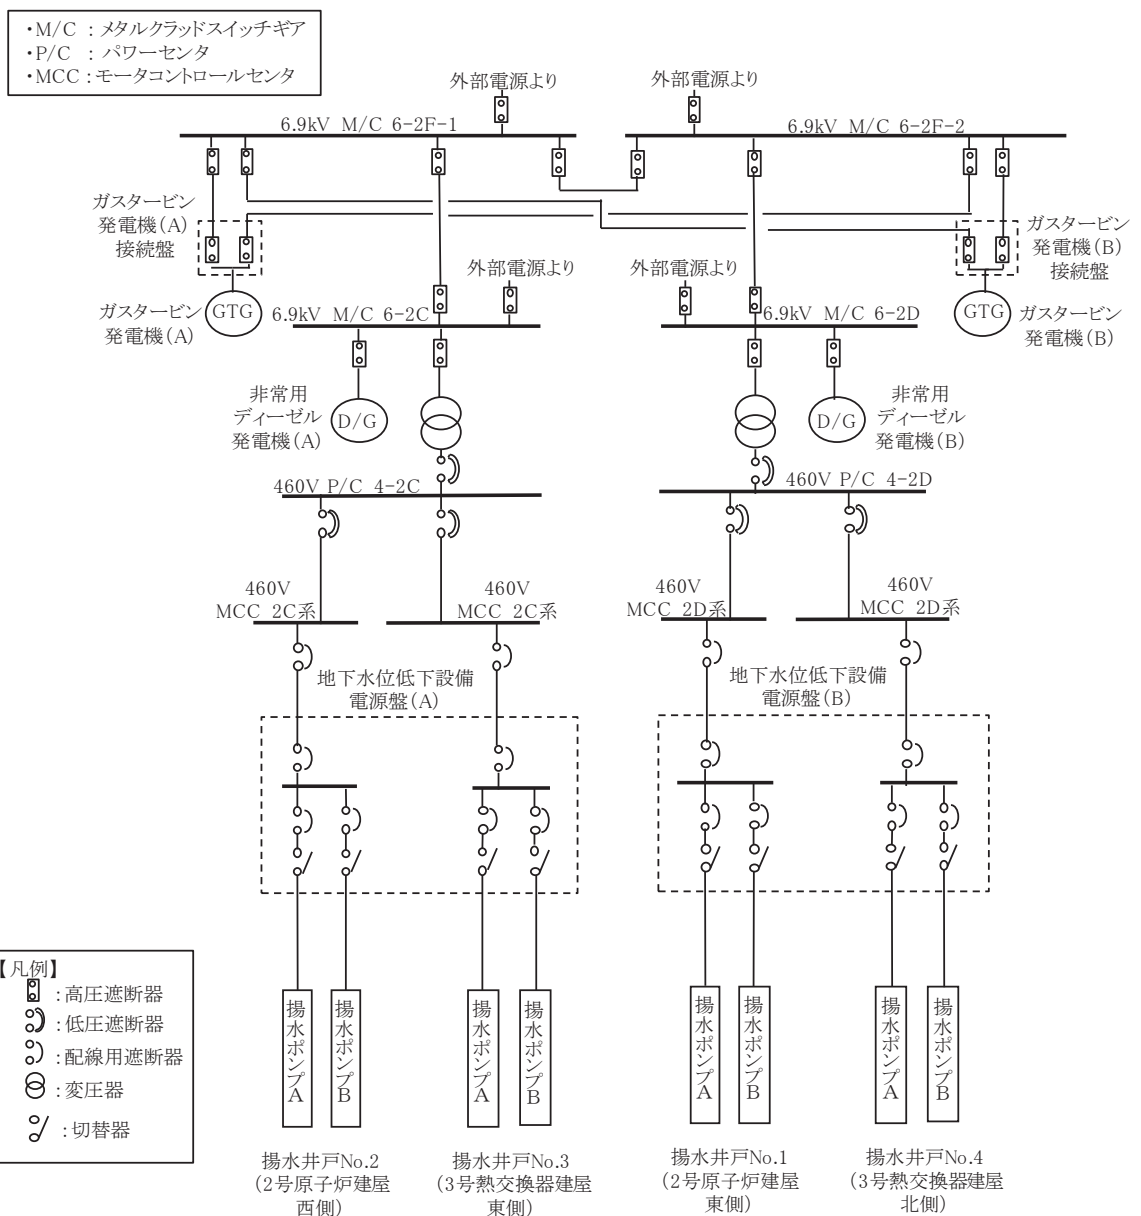 ・M/C : メタルクラッドスイッチギア
・P/C : パワーセンタ
・MCC : モータコントロールセンタ
外部電源より
外部電源より
6.9kV M/C 6-2F-1
6.9kV M/C 6-2F-2
ガスタービン
発電機(A)
接続盤
ガスタービン
発電機(B)
接続盤
外部電源より
外部電源より
ガスタービン
発電機(A)
GTG
6.9kV M/C 6-2C
6.9kV M/C 6-2D
GTG
ガスタービン
発電機(B)
非常用
ディーゼル
発電機(A)
D/G
D/G
非常用
ディーゼル
発電機(B)
460V P/C 4-2C
460V P/C 4-2D
460V
MCC 2C系
460V
MCC 2C系
460V
MCC 2D系
460V
MCC 2D系
地下水位低下設備
電源盤(A)
地下水位低下設備
電源盤(B)
【凡例】
:高圧遮断器
:低圧遮断器
:配線用遮断器
:変圧器
:切替器
揚水ポンプA
揚水ポンプB
揚水ポンプA
揚水ポンプB
揚水ポンプA
揚水ポンプB
揚水ポンプA
揚水ポンプB
揚水井戸No.2
(2号原子炉建屋
西側)
揚水井戸No.3
(3号熱交換器建屋
東側)
揚水井戸No.1
(2号原子炉建屋
東側)
揚水井戸No.4
(3号熱交換器建屋
北側)